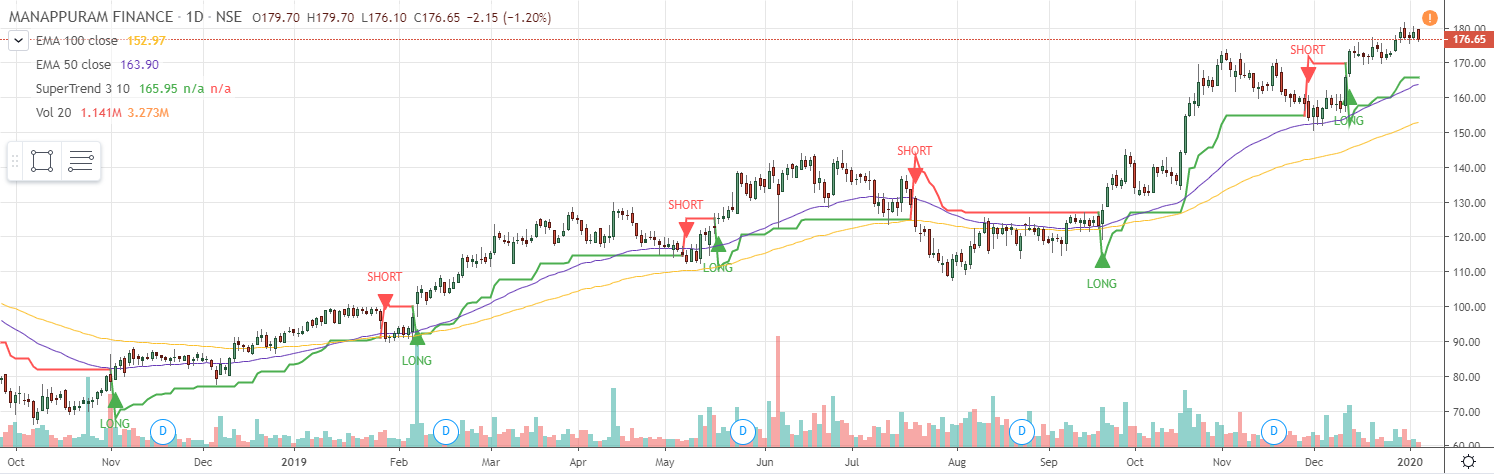 MANAPPURAM FINANCE · 1D · NSE O179.70 H179.70 L176.10 C176.65 −2.15 (−1.20%)
EMA 100 close 152.97
EMA 50 close 163.90
SuperTrend 3 10 165.95 n/a n/a
Vol 20 1.141M 3.273M
!
180.00
176.65
170.00
160.00
150.00
140.00
130.00
120.00
110.00
100.00
90.00
80.00
70.00
60.00
LONG
SHORT
LONG
SHORT
LONG
SHORT
LONG
SHORT
LONG
D D D D D
Oct Nov Dec 2019 Feb Mar Apr May Jun Jul Aug Sep Oct Nov Dec 2020